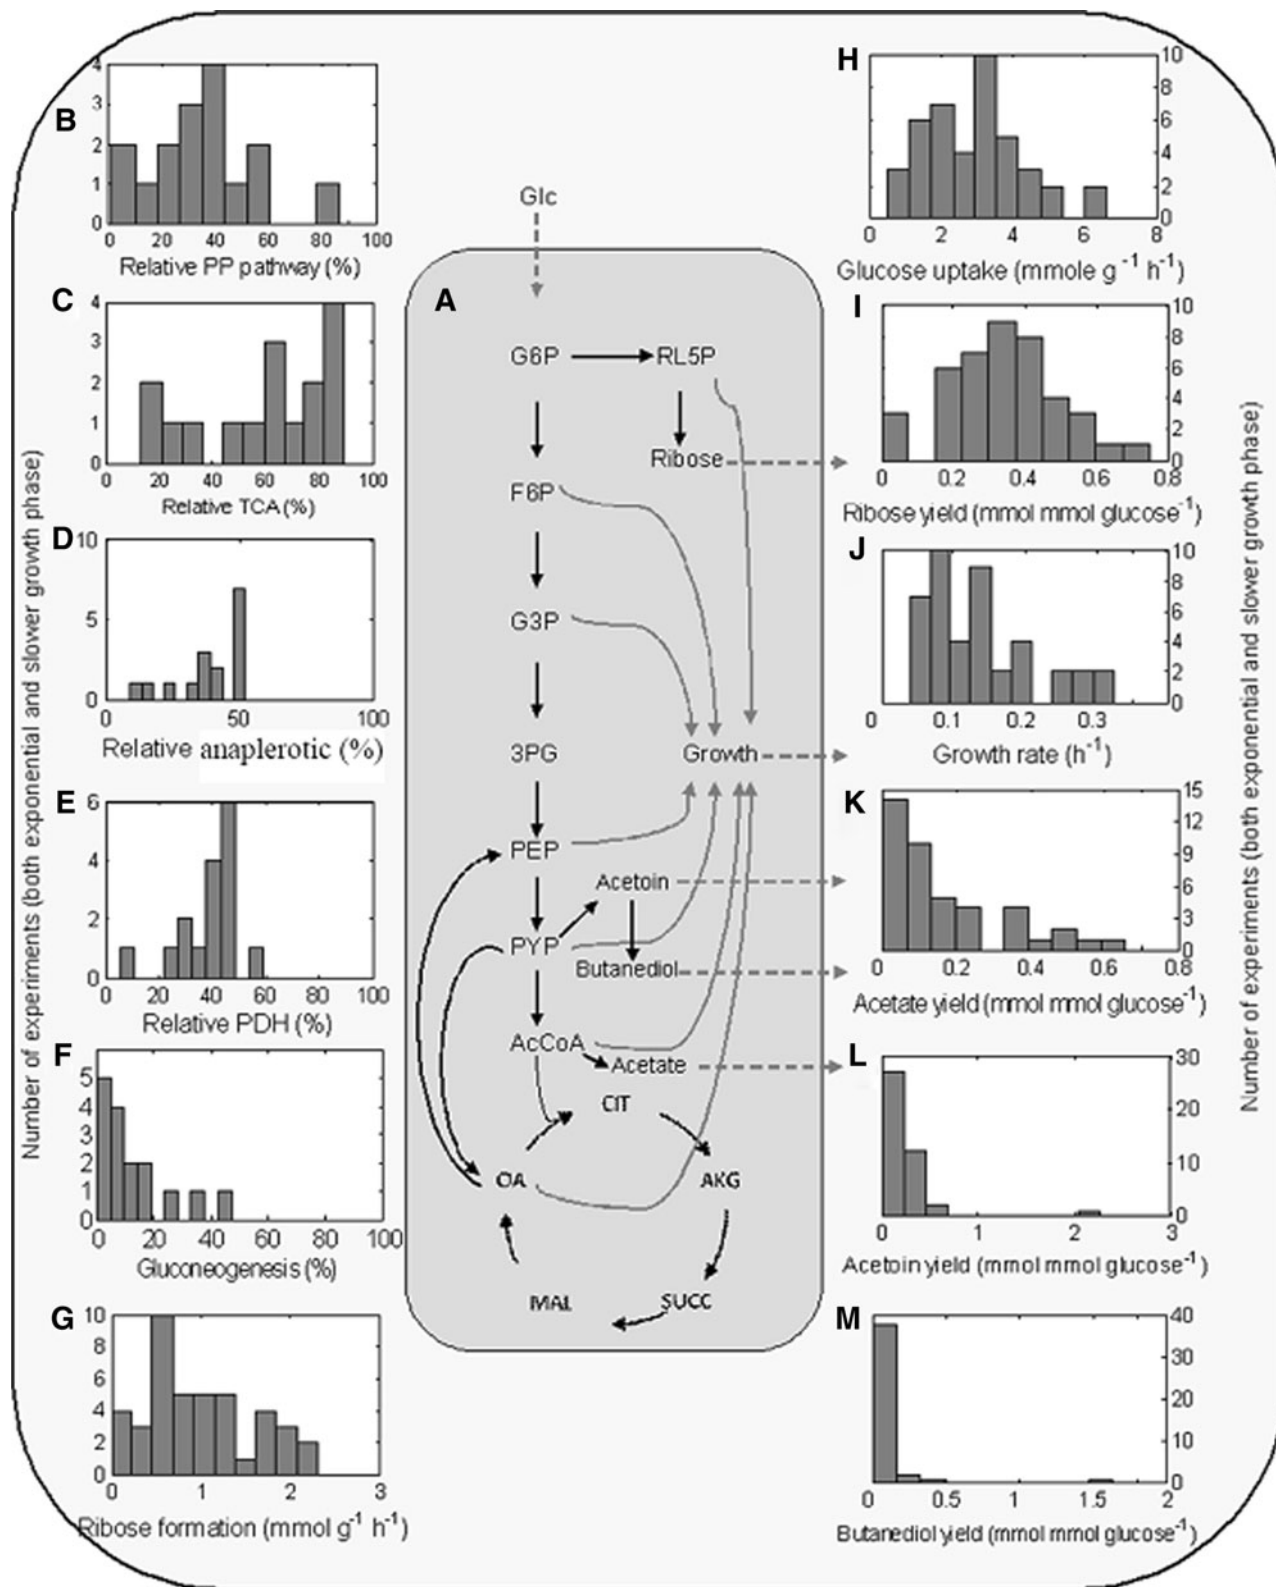 Number of experiments (both exponential and slower growth phase)
B
4
3
2
1
0
0 20 40 60 80 100
Relative PP pathway (%)
C
4
3
2
1
0
0 20 40 60 80 100
Relative TCA (%)
D
10
5
0
0 50 100
Relative anaplerotic (%)
E
6
4
2
0
0 20 40 60 80 100
Relative PDH (%)
F
5
4
3
2
1
0
0 20 40 60 80 100
Gluconeogenesis (%)
G
10
8
6
4
2
0
0 1 2 3
Ribose formation (mmol g⁻¹ h⁻¹)
Glc
A
G6P RL5P
Ribose
F6P
G3P
3PG Growth
PEP
Acetoin
PYP
Butanediol
AcCoA
Acetate
CIT
OA AKG
MAL SUCC
H
10
8
6
4
2
0
0 2 4 6 8
Glucose uptake (mmole g⁻¹ h⁻¹)
I
10
8
6
4
2
0
0 0.2 0.4 0.6 0.8
Ribose yield (mmol mmol glucose⁻¹)
J
10
8
6
4
2
0
0 0.1 0.2 0.3
Growth rate (h⁻¹)
K
15
12
9
6
3
0
0 0.2 0.4 0.6 0.8
Acetate yield (mmol mmol glucose⁻¹)
L
30
20
10
0
0 1 2 3
Acetoin yield (mmol mmol glucose⁻¹)
M
40
30
20
10
0
0 0.5 1 1.5 2
Butanediol yield (mmol mmol glucose⁻¹)
Number of experiments (both exponential and slower growth phase)